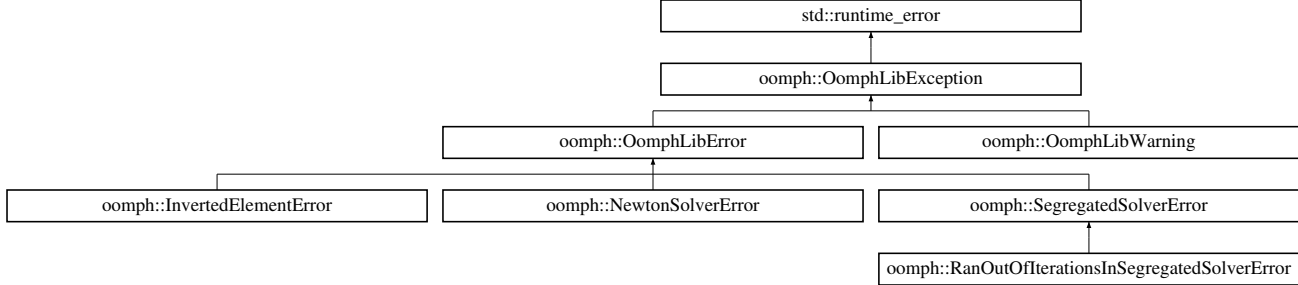 std::runtime_error
oomph::OomphLibException
oomph::OomphLibError
oomph::OomphLibWarning
oomph::InvertedElementError
oomph::NewtonSolverError
oomph::SegregatedSolverError
oomph::RanOutOfIterationsInSegregatedSolverError